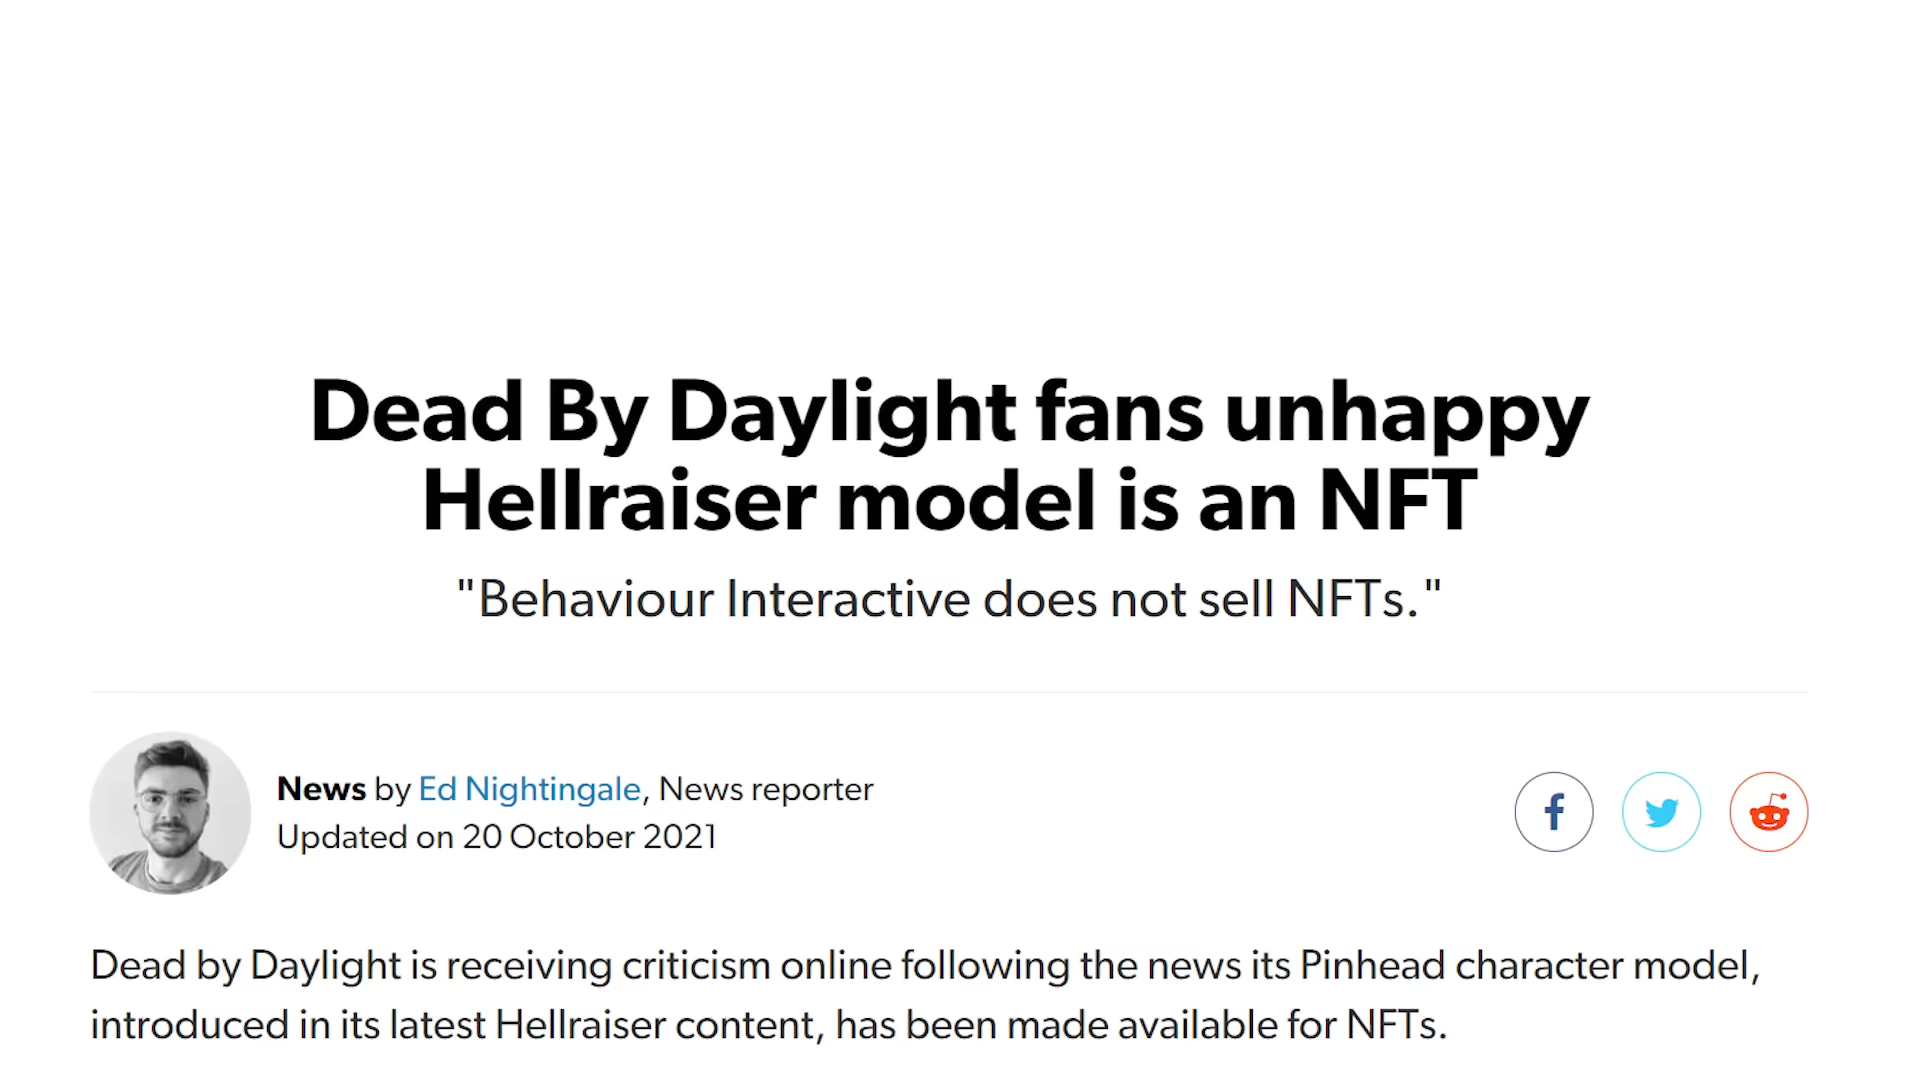 Dead By Daylight fans unhappy
Hellraiser model is an NFT
"Behaviour Interactive does not sell NFTs."
News by Ed Nightingale, News reporter
Updated on 20 October 2021
Dead by Daylight is receiving criticism online following the news its Pinhead character model,
introduced in its latest Hellraiser content, has been made available for NFTs.